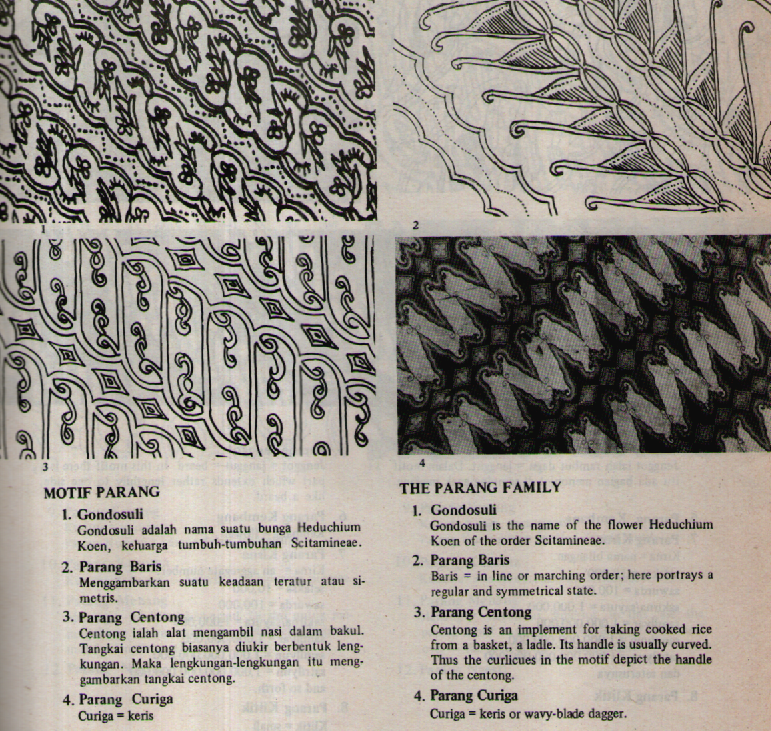 1
2
3
4
MOTIF PARANG
1. Gondosuli
Gondosuli adalah nama suatu bunga Heduchium
Koen, keluarga tumbuh-tumbuhan Scitamineae.
2. Parang Baris
Menggambarkan suatu keadaan teratur atau si-
metris.
3. Parang Centong
Centong ialah alat mengambil nasi dalam bakul.
Tangkai centong biasanya diukir berbentuk leng-
kungan. Maka lengkungan-lengkungan itu meng-
gambarkan tangkai centong.
4. Parang Curiga
Curiga = keris
THE PARANG FAMILY
1. Gondosuli
Gondosuli is the name of the flower Heduchium
Koen of the order Scitamineae.
2. Parang Baris
Baris = in line or marching order; here portrays a
regular and symmetrical state.
3. Parang Centong
Centong is an implement for taking cooked rice
from a basket, a ladle. Its handle is usually curved.
Thus the curlicues in the motif depict the handle
of the centong.
4. Parang Curiga
Curiga = keris or wavy-blade dagger.